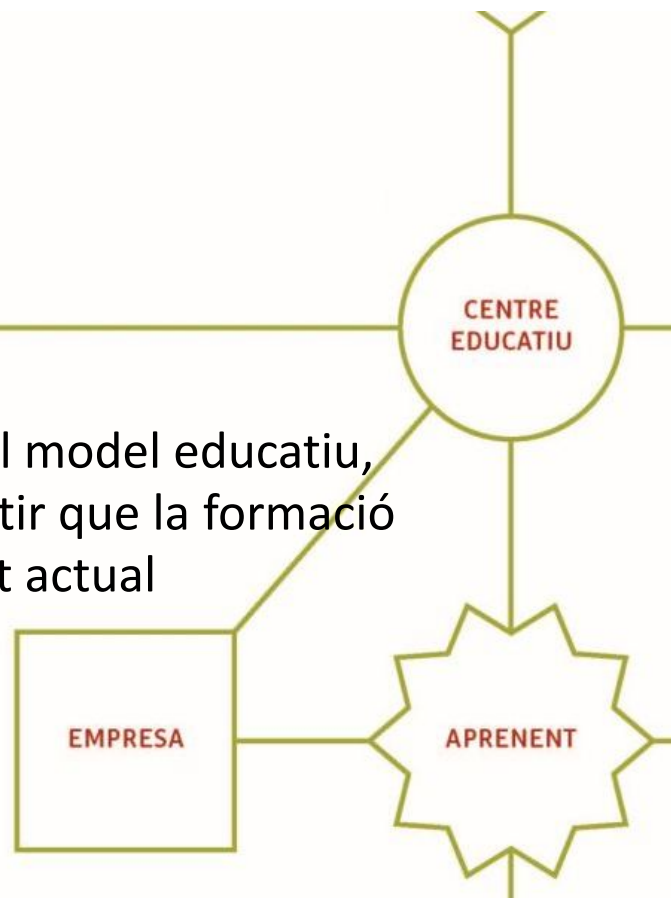 CENTRE
EDUCATIU
l model educatiu,
tir que la formació
t actual
EMPRESA
APRENENT